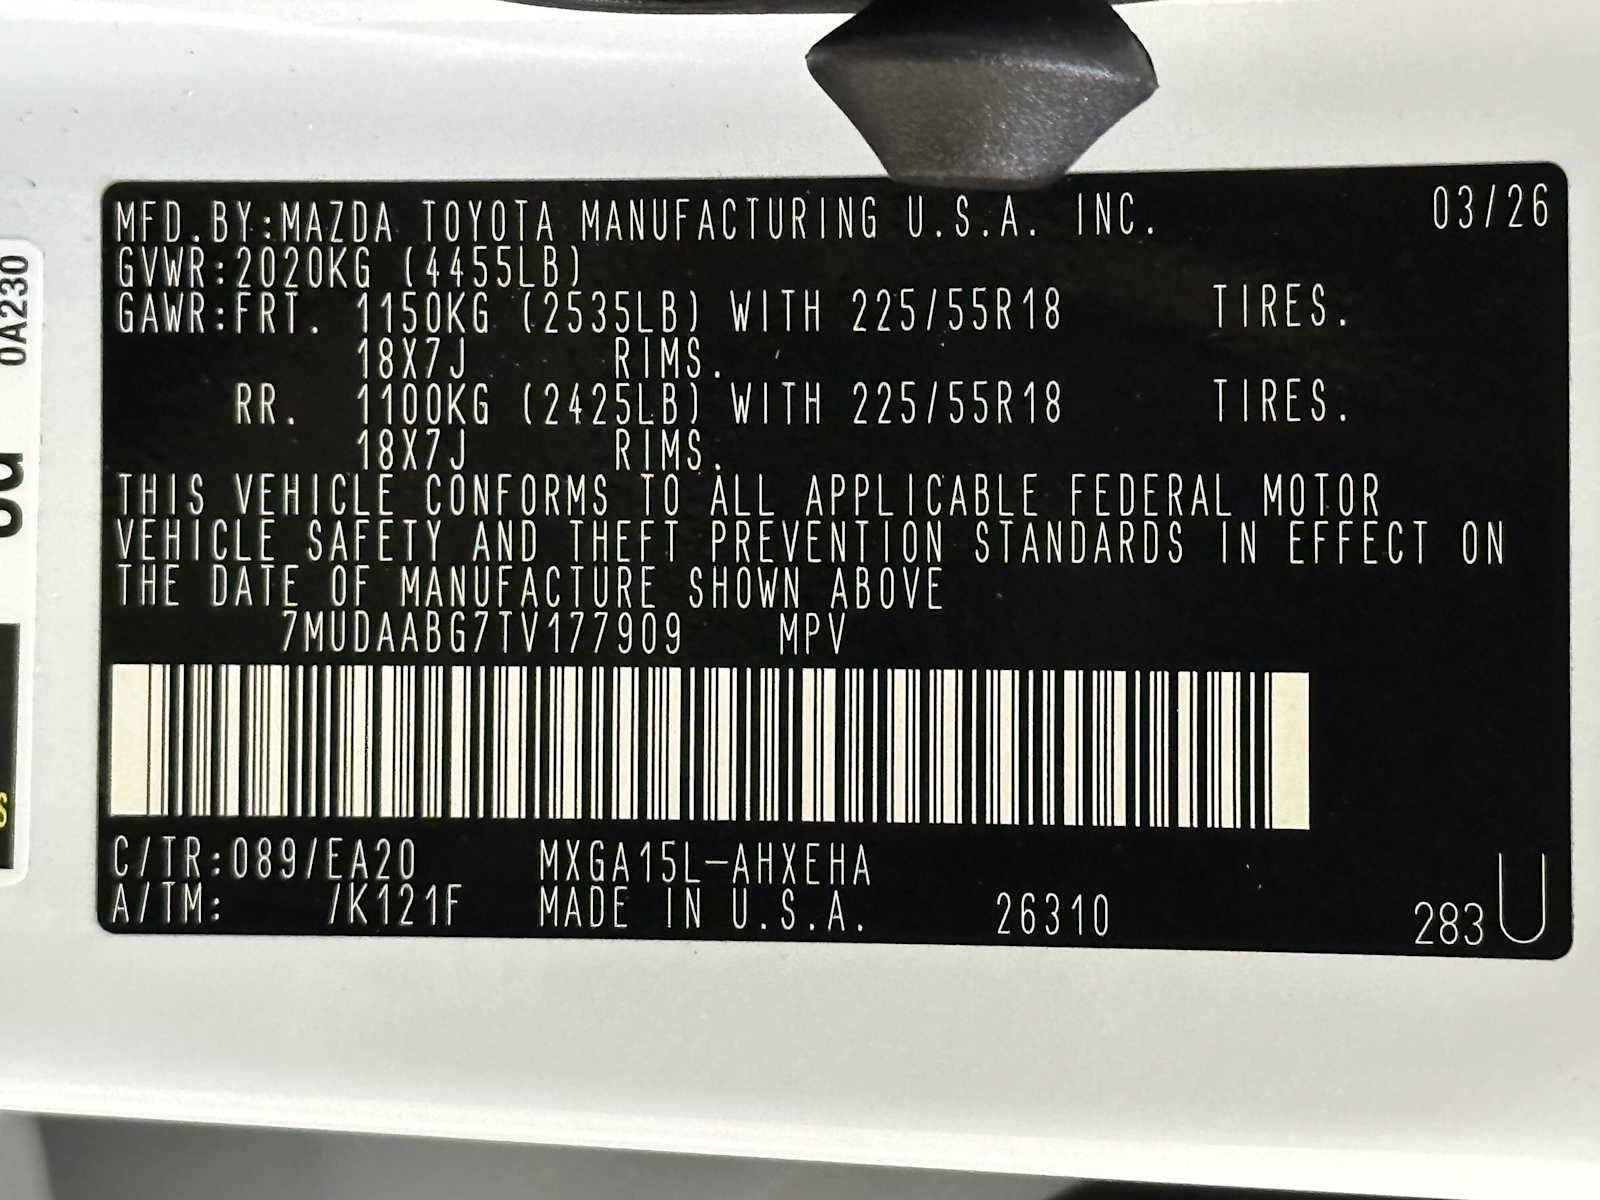 MFD.BY:MAZDA TOYOTA MANUFACTURING U.S.A. INC. 03/26
GVWR:2020KG (4455LB)
GAWR:FRT. 1150KG (2535LB) WITH 225/55R18 TIRES.
18X7J RIMS.
RR. 1100KG (2425LB) WITH 225/55R18 TIRES.
18X7J RIMS.
THIS VEHICLE CONFORMS TO ALL APPLICABLE FEDERAL MOTOR
VEHICLE SAFETY AND THEFT PREVENTION STANDARDS IN EFFECT ON
THE DATE OF MANUFACTURE SHOWN ABOVE
7MUDAABG7TV177909 MPV
C/TR:089/EA20 MXGA15L-AHXEHA
A/TM: /K121F MADE IN U.S.A. 26310 283 U
0A230